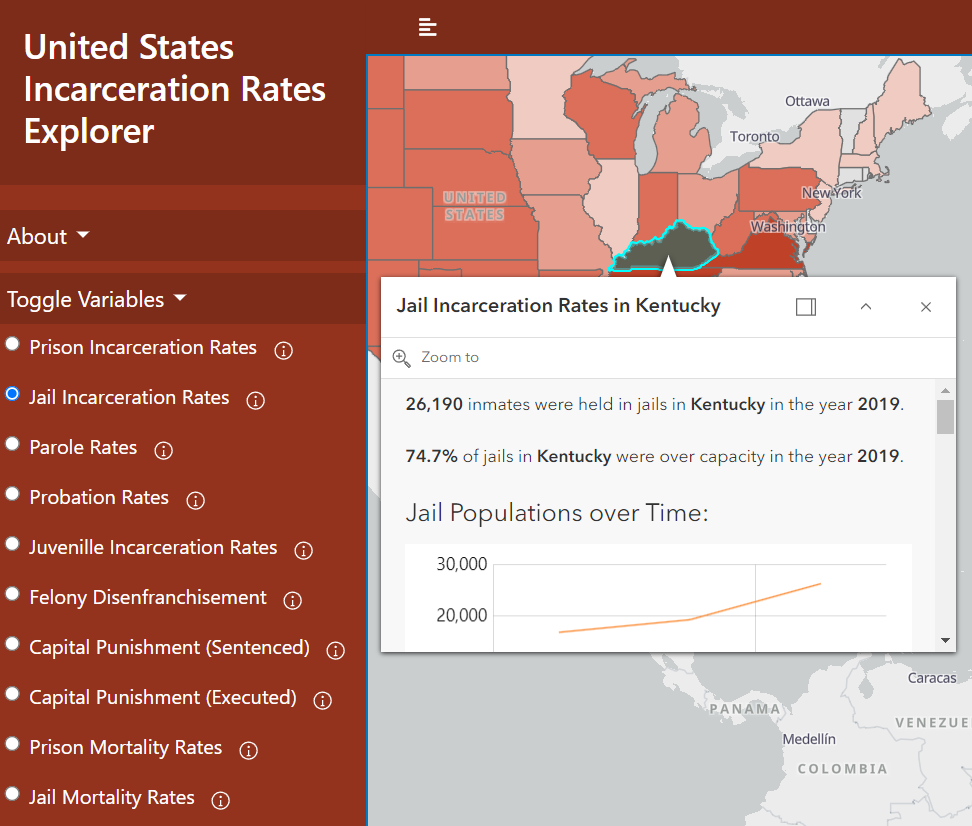 United States
Incarceration Rates
Explorer
About
Toggle Variables
Prison Incarceration Rates
Jail Incarceration Rates
Parole Rates
Probation Rates
Juvenille Incarceration Rates
Felony Disenfranchisement
Capital Punishment (Sentenced)
Capital Punishment (Executed)
Prison Mortality Rates
Jail Mortality Rates
Ottawa
Toronto
UNITED
STATES
New York
Washington
Jail Incarceration Rates in Kentucky
Zoom to
26,190 inmates were held in jails in Kentucky in the year 2019.
74.7% of jails in Kentucky were over capacity in the year 2019.
Jail Populations over Time:
30,000
20,000
Caracas
PANAMA
VENEZUE
Medellín
COLOMBIA